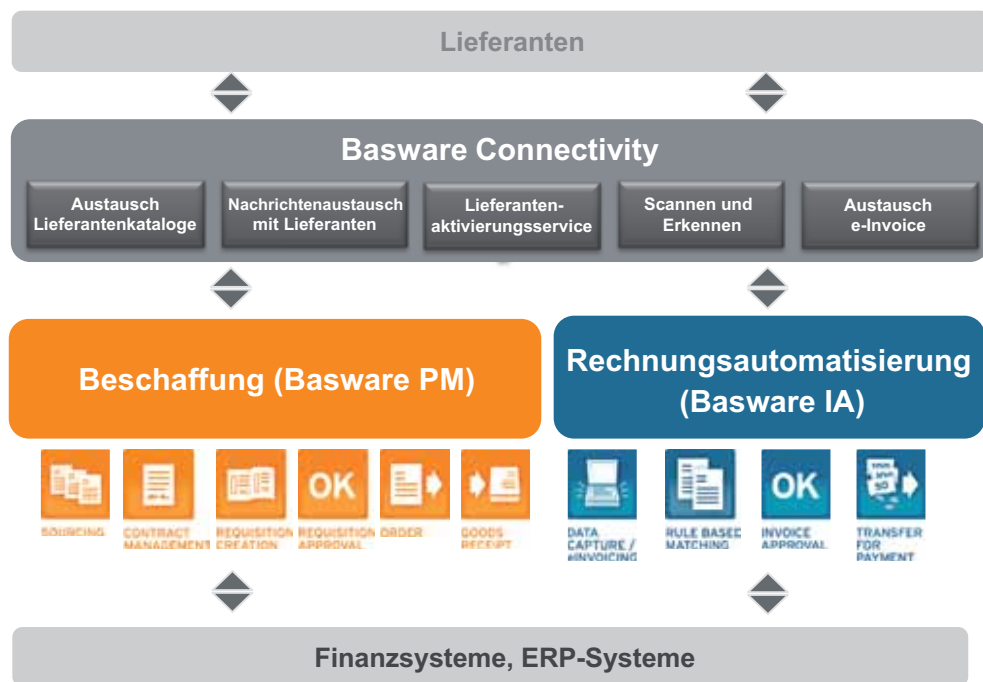 Lieferanten
Basware Connectivity
Austausch
Lieferantenkataloge
Nachrichtenaustausch
mit Lieferanten
Lieferanten-
aktivierungsservice
Scannen und
Erkennen
Austausch
e-Invoice
Beschaffung (Basware PM)
Rechnungsautomatisierung
(Basware IA)
OK
OK
SOURCING
CONTRACT
MANAGEMENT
REQUISITION
CREATION
REQUISITION
APPROVAL
ORDER
GOODS
RECEIPT
DATA
CAPTURE /
eINVOICING
RULE BASED
MATCHING
INVOICE
APPROVAL
TRANSFER
FOR
PAYMENT
Finanzsysteme, ERP-Systeme